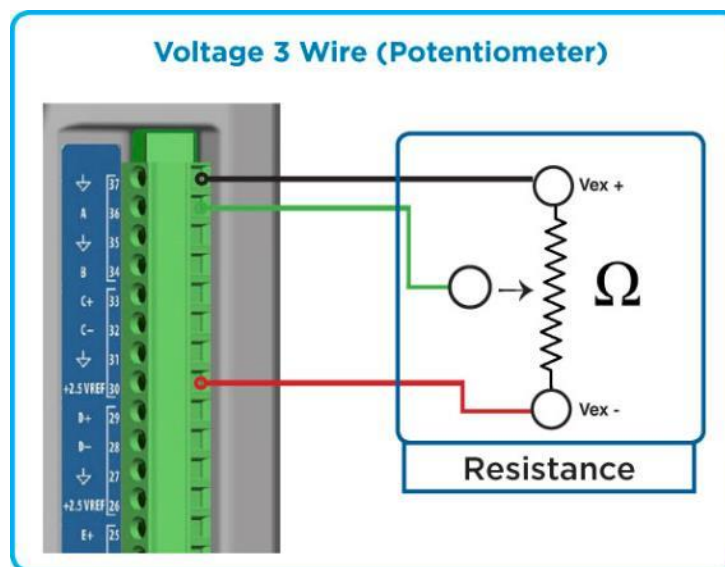 Voltage 3 Wire (Potentiometer)
⏚ 37
A 36
⏚ 35
B 34
C+ 33
C- 32
⏚ 31
+2.5 VREF 30
D+ 29
D- 28
⏚ 27
+2.5 VREF 26
E+ 25
Vex +
Ω
Vex -
Resistance